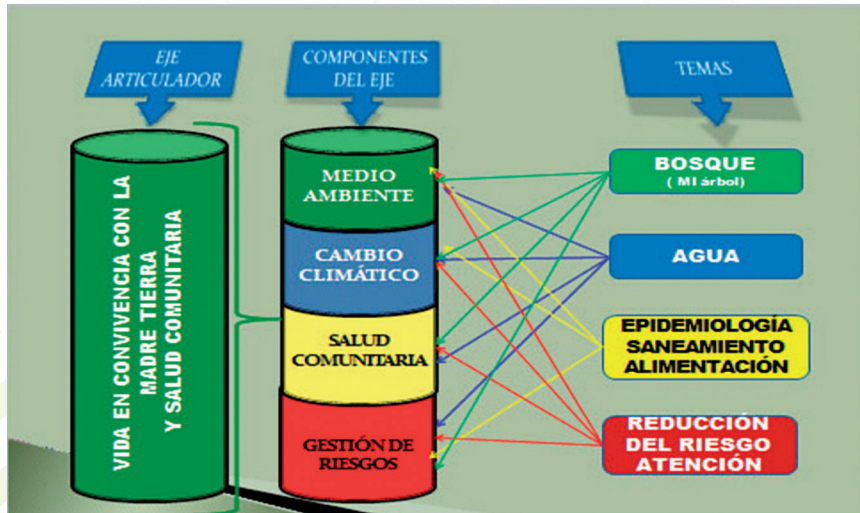 EJE
ARTICULADOR
COMPONENTES
DEL EJE
TEMAS
VIDA EN CONVIVENCIA CON LA
MADRE TIERRA
Y SALUD COMUNITARIA
MEDIO
AMBIENTE
CAMBIO
CLIMÁTICO
SALUD
COMUNITARIA
GESTIÓN DE
RIESGOS
BOSQUE
( MI árbol)
AGUA
EPIDEMIOLOGÍA
SANEAMIENTO
ALIMENTACIÓN
REDUCCIÓN
DEL RIESGO
ATENCIÓN